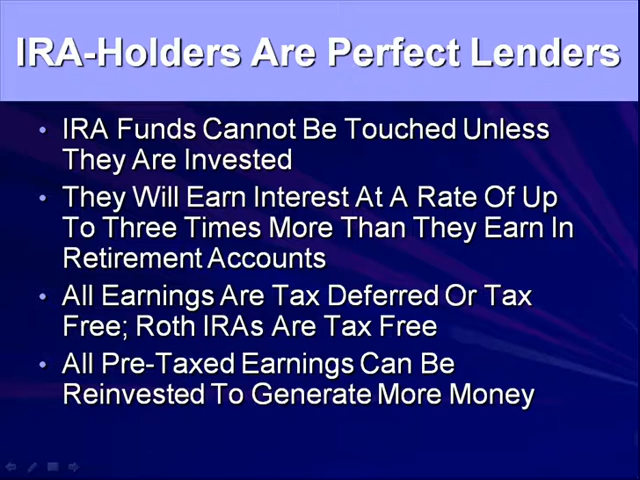 IRA-Holders Are Perfect Lenders
• IRA Funds Cannot Be Touched Unless
They Are Invested
• They Will Earn Interest At A Rate Of Up
To Three Times More Than They Earn In
Retirement Accounts
• All Earnings Are Tax Deferred Or Tax
Free; Roth IRAs Are Tax Free
• All Pre-Taxed Earnings Can Be
Reinvested To Generate More Money